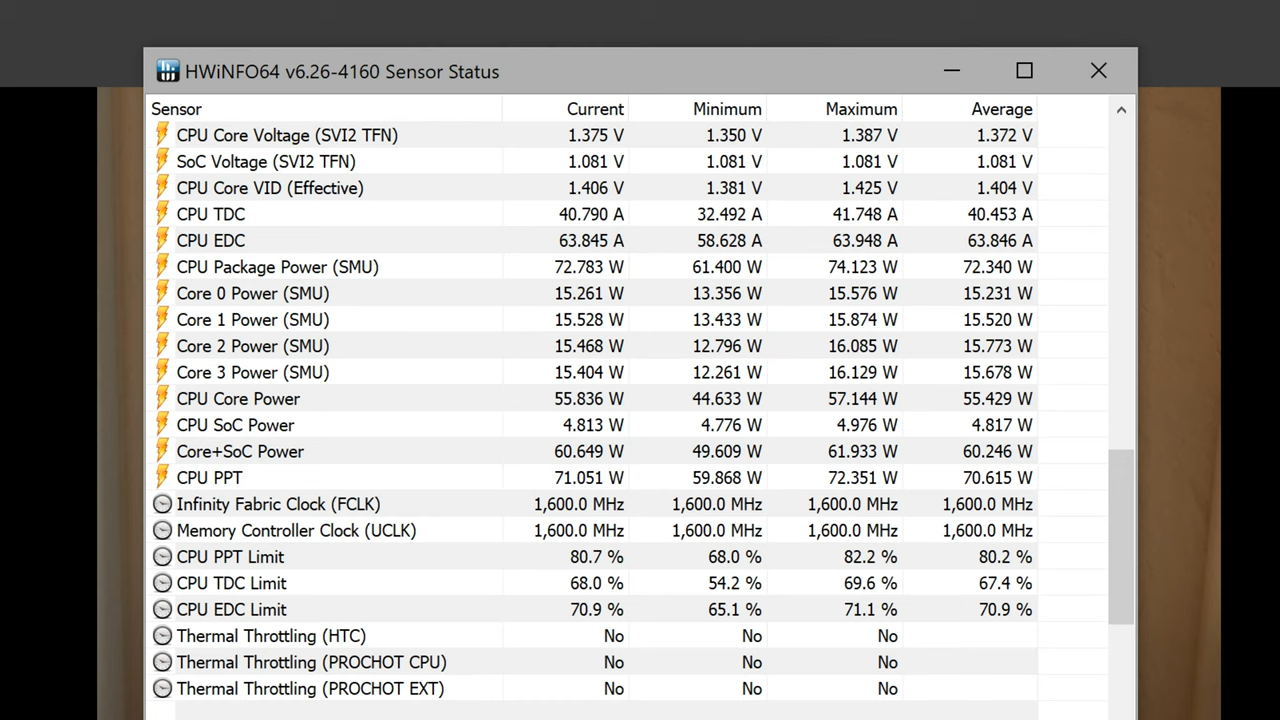 HWiNFO64 v6.26-4160 Sensor Status
Sensor Current Minimum Maximum Average
CPU Core Voltage (SVI2 TFN) 1.375 V 1.350 V 1.387 V 1.372 V
SoC Voltage (SVI2 TFN) 1.081 V 1.081 V 1.081 V 1.081 V
CPU Core VID (Effective) 1.406 V 1.381 V 1.425 V 1.404 V
CPU TDC 40.790 A 32.492 A 41.748 A 40.453 A
CPU EDC 63.845 A 58.628 A 63.948 A 63.846 A
CPU Package Power (SMU) 72.783 W 61.400 W 74.123 W 72.340 W
Core 0 Power (SMU) 15.261 W 13.356 W 15.576 W 15.231 W
Core 1 Power (SMU) 15.528 W 13.433 W 15.874 W 15.520 W
Core 2 Power (SMU) 15.468 W 12.796 W 16.085 W 15.773 W
Core 3 Power (SMU) 15.404 W 12.261 W 16.129 W 15.678 W
CPU Core Power 55.836 W 44.633 W 57.144 W 55.429 W
CPU SoC Power 4.813 W 4.776 W 4.976 W 4.817 W
Core+SoC Power 60.649 W 49.609 W 61.933 W 60.246 W
CPU PPT 71.051 W 59.868 W 72.351 W 70.615 W
Infinity Fabric Clock (FCLK) 1,600.0 MHz 1,600.0 MHz 1,600.0 MHz 1,600.0 MHz
Memory Controller Clock (UCLK) 1,600.0 MHz 1,600.0 MHz 1,600.0 MHz 1,600.0 MHz
CPU PPT Limit 80.7 % 68.0 % 82.2 % 80.2 %
CPU TDC Limit 68.0 % 54.2 % 69.6 % 67.4 %
CPU EDC Limit 70.9 % 65.1 % 71.1 % 70.9 %
Thermal Throttling (HTC) No No No
Thermal Throttling (PROCHOT CPU) No No No
Thermal Throttling (PROCHOT EXT) No No No